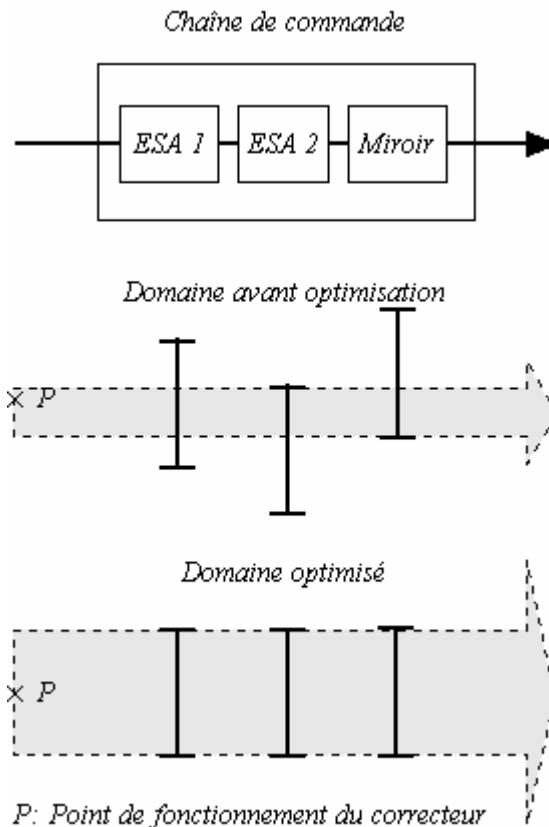 Chaîne de commande
ESA 1 ESA 2 Miroir
Domaine avant optimisation
P
Domaine optimisé
P
P: Point de fonctionnement du correcteur